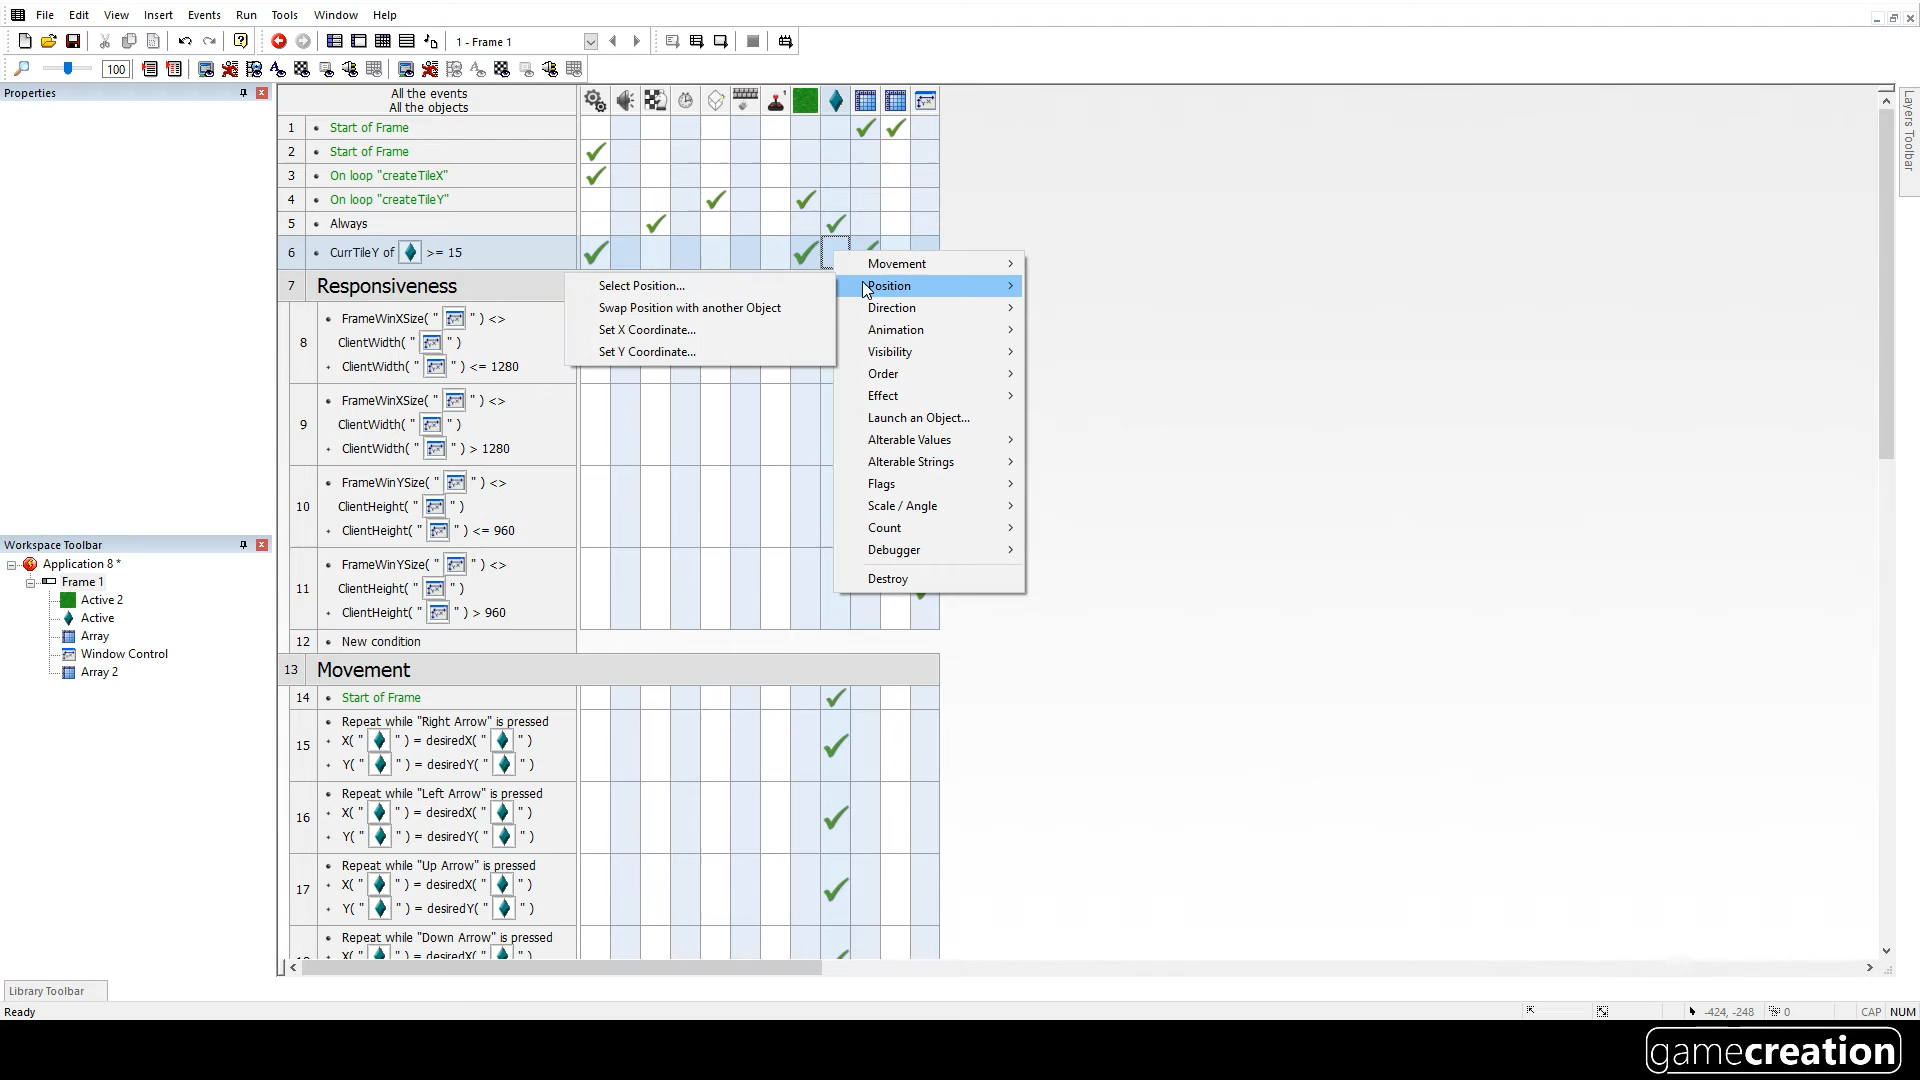 File Edit View Insert Events Run Tools Window Help
1 - Frame 1
100
Properties
All the events
All the objects
1 Start of Frame
2 Start of Frame
3 On loop "createTileX"
4 On loop "createTileY"
5 Always
6 CurrTileY of >= 15
7 Responsiveness
8 FrameWinXSize( " " ) <>
ClientWidth( " " )
ClientWidth( " " ) <= 1280
9 FrameWinXSize( " " ) <>
ClientWidth( " " )
ClientWidth( " " ) > 1280
10 FrameWinYSize( " " ) <>
ClientHeight( " " )
ClientHeight( " " ) <= 960
11 FrameWinYSize( " " ) <>
ClientHeight( " " )
ClientHeight( " " ) > 960
12 New condition
13 Movement
14 Start of Frame
15 Repeat while "Right Arrow" is pressed
X( " " ) = desiredX( " " )
Y( " " ) = desiredY( " " )
16 Repeat while "Left Arrow" is pressed
X( " " ) = desiredX( " " )
Y( " " ) = desiredY( " " )
17 Repeat while "Up Arrow" is pressed
X( " " ) = desiredX( " " )
Y( " " ) = desiredY( " " )
Repeat while "Down Arrow" is pressed
X( " " ) = desiredX( " " )
Select Position...
Swap Position with another Object
Set X Coordinate...
Set Y Coordinate...
Movement
Position
Direction
Animation
Visibility
Order
Effect
Launch an Object...
Alterable Values
Alterable Strings
Flags
Scale / Angle
Count
Debugger
Destroy
Layers Toolbar
Workspace Toolbar
Application 8 *
Frame 1
Active 2
Active
Array
Window Control
Array 2
Library Toolbar
Ready
-424, -248
0
CAP NUM
gamecreation